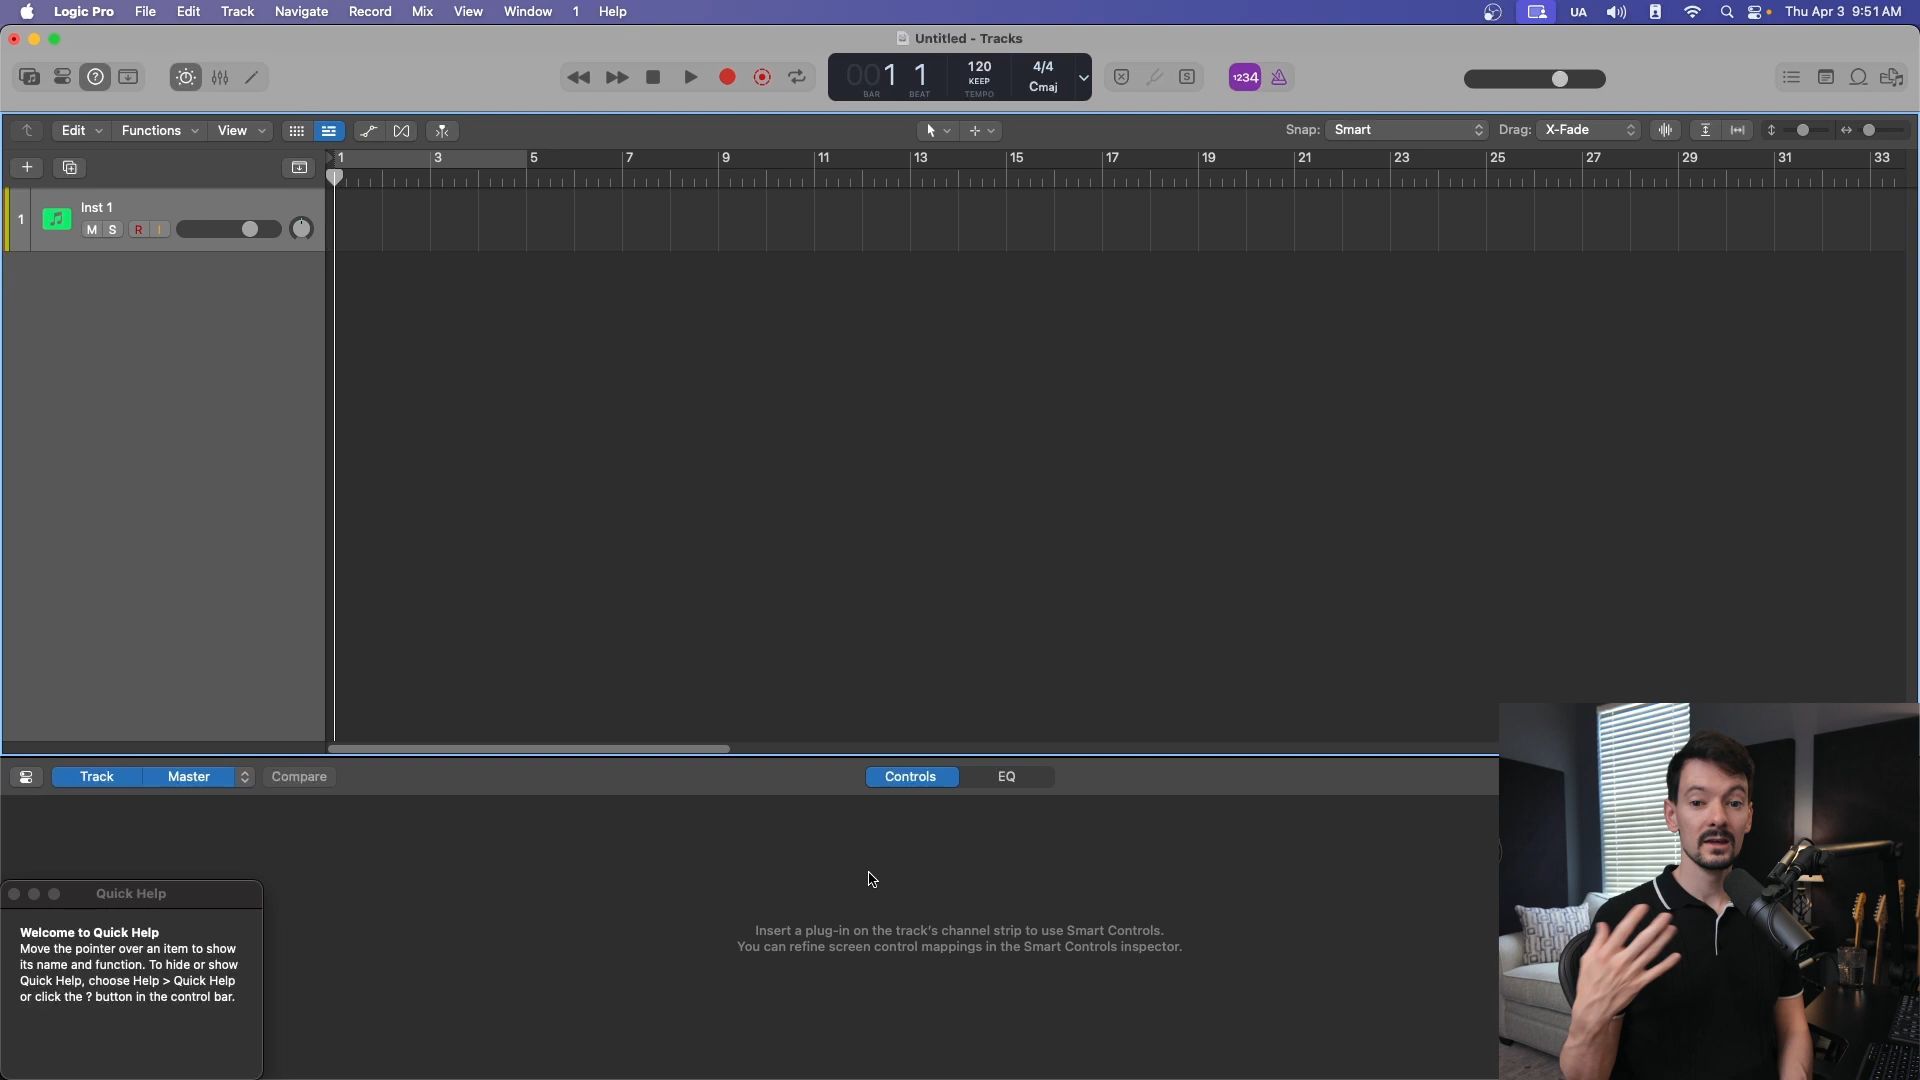 Logic Pro File Edit Track Navigate Record Mix View Window 1 Help UA Thu Apr 3 9:51 AM
Untitled - Tracks
001 1 120 4/4
KEEP Cmaj
BAR BEAT TEMPO
S 1234
Edit Functions View Snap: Smart Drag: X-Fade
1 3 5 7 9 11 13 15 17 19 21 23 25 27 29 31 33
1 Inst 1
M S R I
Track Master Compare Controls EQ
Insert a plug-in on the track's channel strip to use Smart Controls.
You can refine screen control mappings in the Smart Controls inspector.
Quick Help
Welcome to Quick Help
Move the pointer over an item to show
its name and function. To hide or show
Quick Help, choose Help > Quick Help
or click the ? button in the control bar.